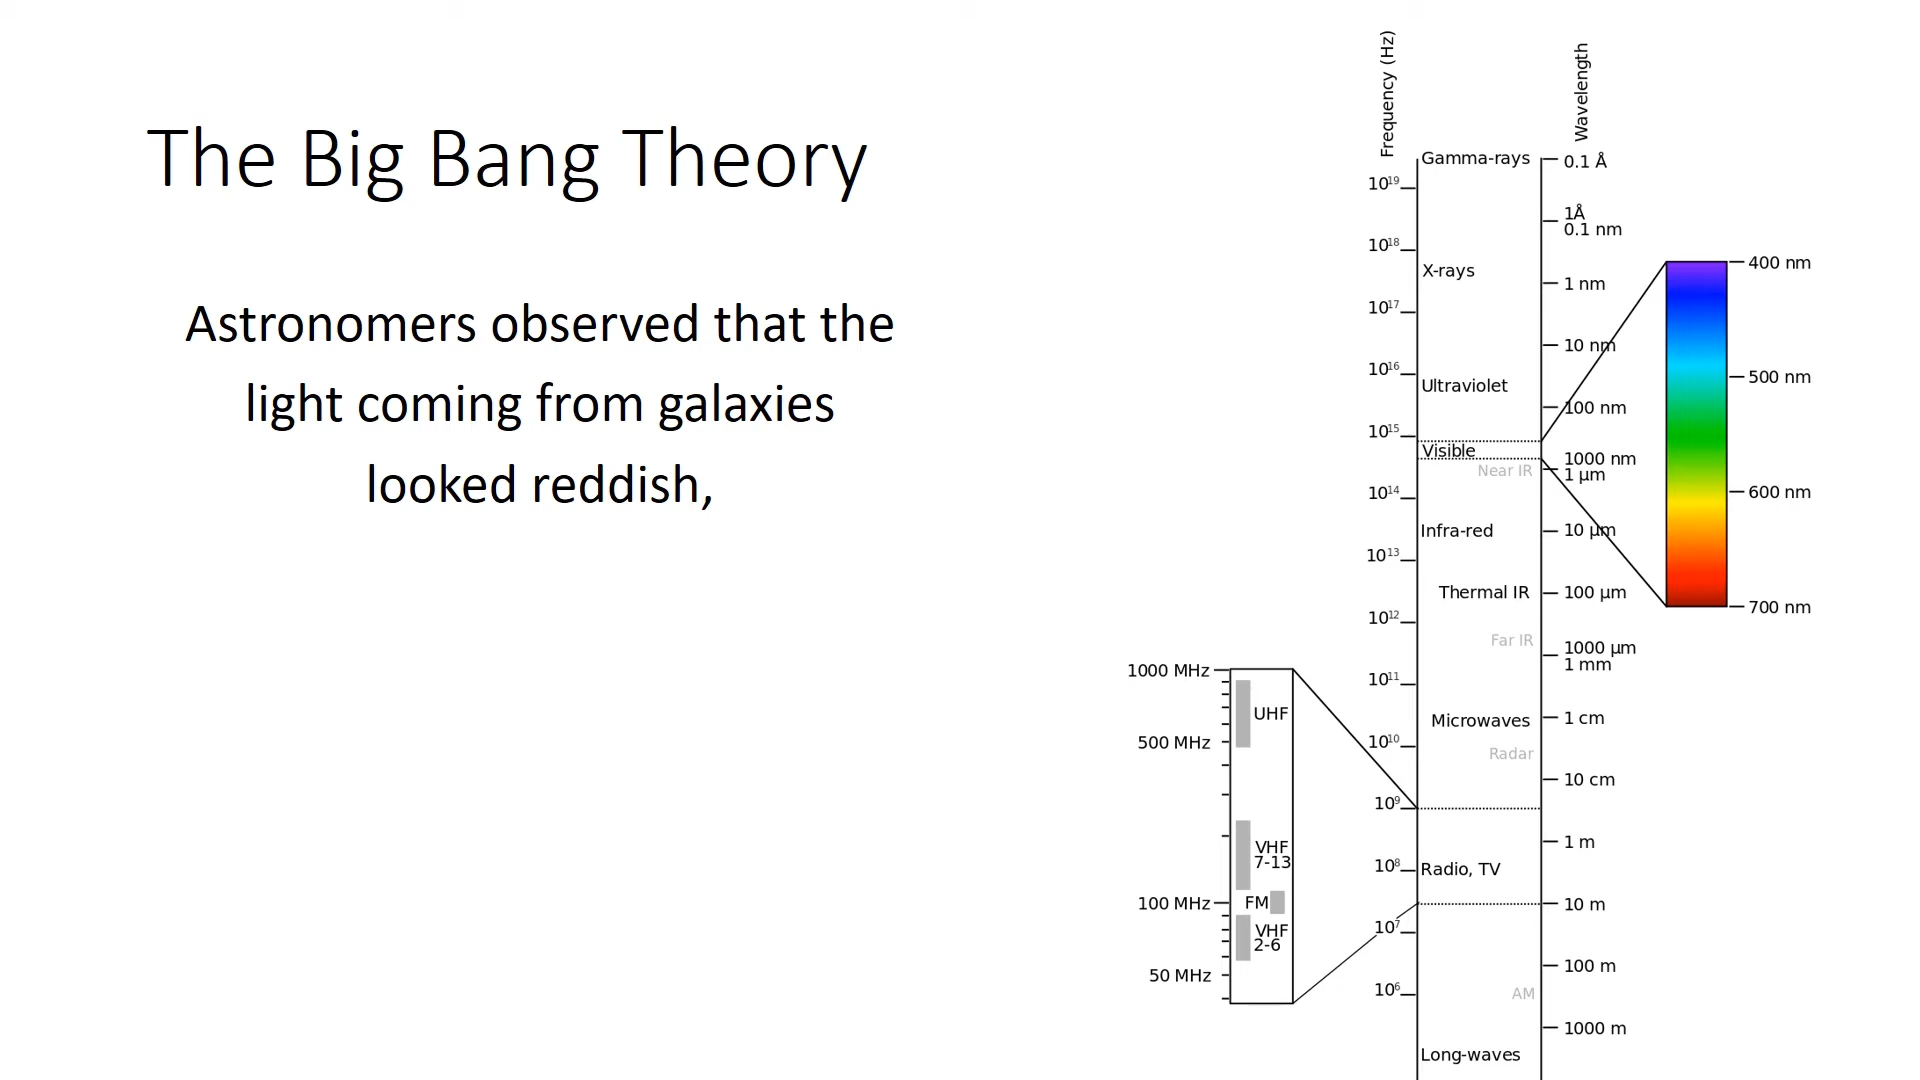 The Big Bang Theory
Astronomers observed that the
light coming from galaxies
looked reddish,
Frequency (Hz)
Wavelength
Gamma-rays
0.1 Å
10¹⁹
1Å
0.1 nm
10¹⁸
X-rays
1 nm
10¹⁷
10 nm
10¹⁶
Ultraviolet
100 nm
10¹⁵
Visible
1000 nm
Near IR
1 µm
10¹⁴
Infra-red
10 µm
10¹³
Thermal IR
100 µm
10¹²
Far IR
1000 µm
1 mm
10¹¹
Microwaves
1 cm
10¹⁰
Radar
10 cm
10⁹
1 m
10⁸
Radio, TV
10 m
10⁷
100 m
10⁶
AM
1000 m
Long-waves
400 nm
500 nm
600 nm
700 nm
1000 MHz
UHF
500 MHz
VHF
7-13
100 MHz
FM
VHF
2-6
50 MHz